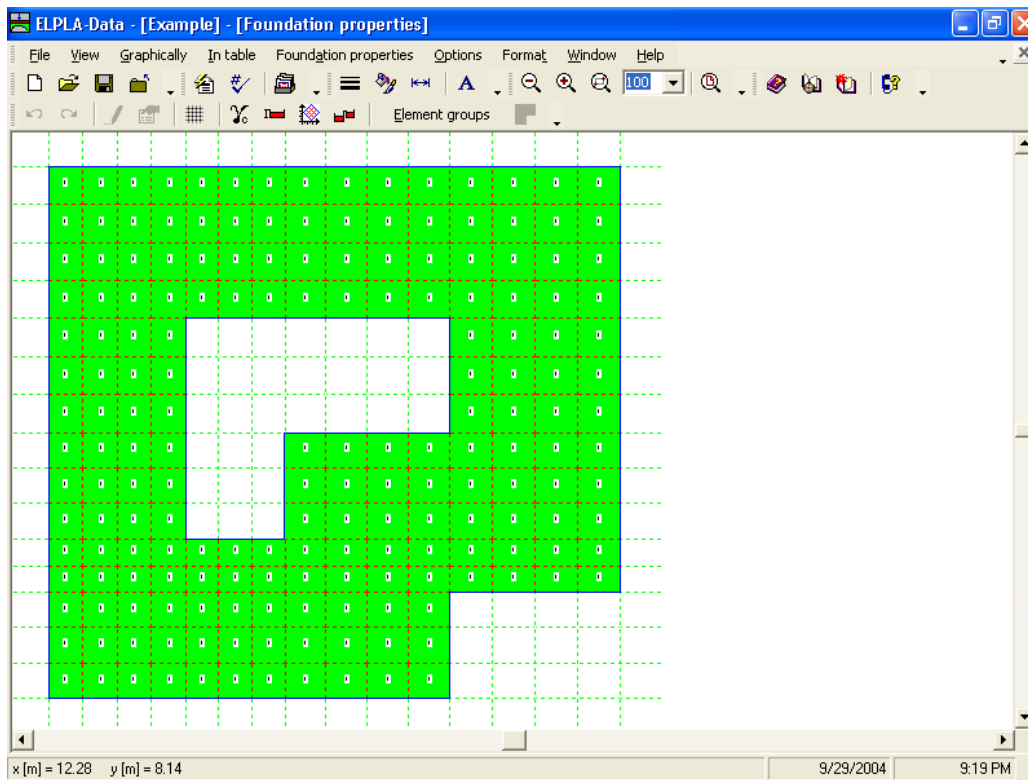 ELPLA-Data - [Example] - [Foundation properties]
File View Graphically In table Foundation properties Options Format Window Help
A 100
γc Element groups
x [m] = 12.28 y [m] = 8.14 9/29/2004 9:19 PM